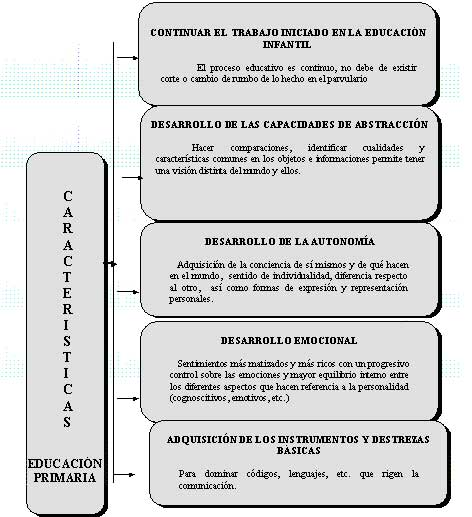 CONTINUAR EL TRABAJO INICIADO EN LA EDUCACIÓN
INFANTIL
El proceso educativo es continuo, no debe de existir
corte o cambio de rumbo de lo hecho en el parvulario
DESARROLLO DE LAS CAPACIDADES DE ABSTRACCIÓN
Hacer comparaciones, identificar cualidades y
características comunes en los objetos e informaciones permite tener
una visión distinta del mundo y ellos.
DESARROLLO DE LA AUTONOMÍA
Adquisición de la conciencia de sí mismos y de qué hacen
en el mundo, sentido de individualidad, diferencia respecto
al otro, así como formas de expresión y representación
personales.
DESARROLLO EMOCIONAL
Sentimientos más matizados y más ricos con un progresivo
control sobre las emociones y mayor equilibrio interno entre
los diferentes aspectos que hacen referencia a la personalidad
(cognoscitivos, emotivos, etc.)
ADQUISICIÓN DE LOS INSTRUMENTOS Y DESTREZAS
BÁSICAS
Para dominar códigos, lenguajes, etc. que rigen la
comunicación.
CARACTERISTICAS
EDUCACIÓN
PRIMARIA